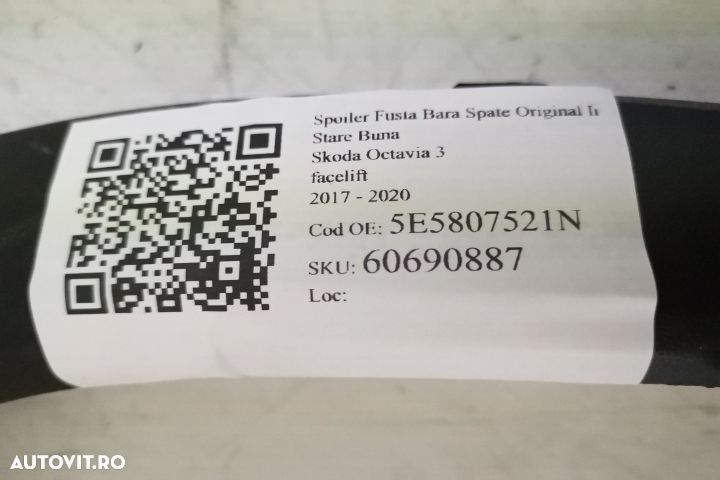 Spoiler Fusta Bara Spate Original In
Stare Buna
Skoda Octavia 3
facelift
2017 - 2020
Cod OE: 5E5807521N
SKU: 60690887
Loc:
AUTOVIT.RO